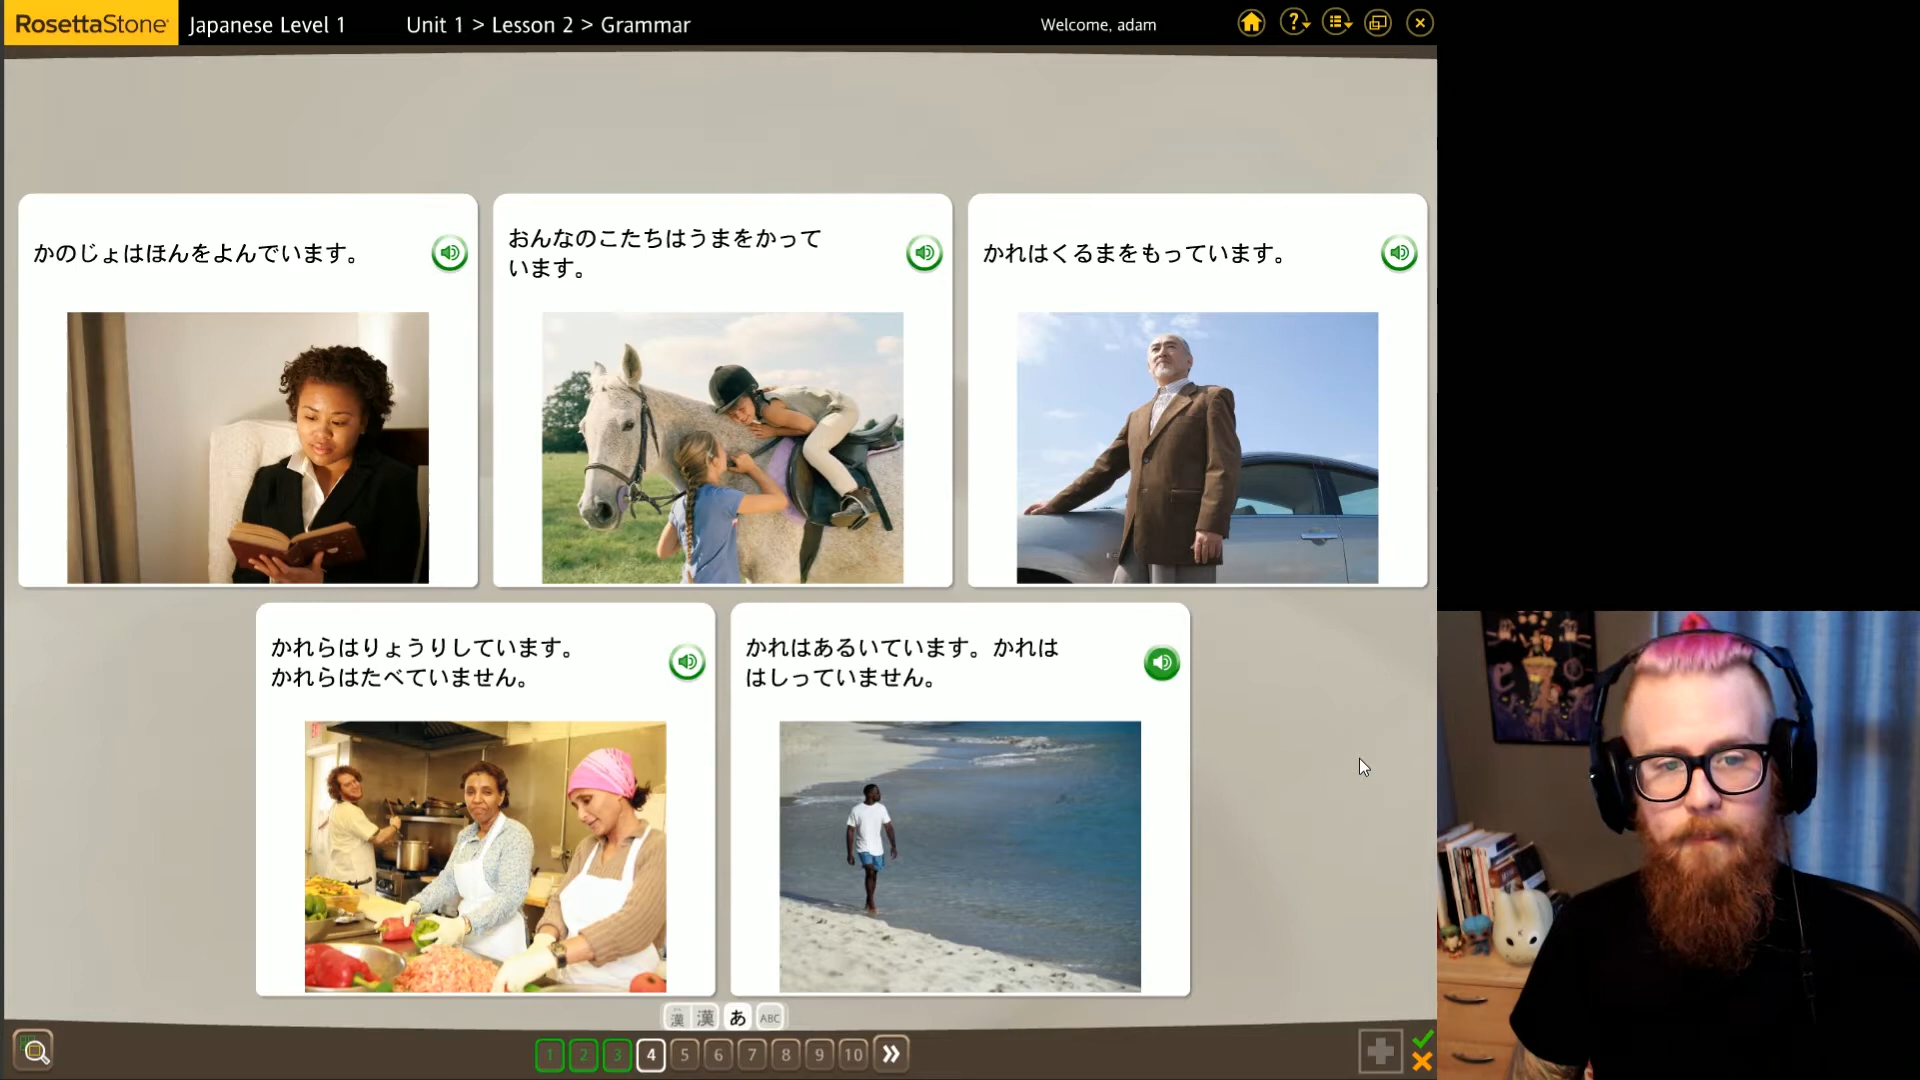 RosettaStone Japanese Level 1 Unit 1 > Lesson 2 > Grammar Welcome, adam
かのじょはほんをよんでいます。
おんなのこたちはうまをかって
います。
かれはくるまをもっています。
かれらはりょうりしています。
かれらはたべていません。
かれはあるいています。かれは
はしっていません。
漢 漢 あ ABC
1 2 3 4 5 6 7 8 9 10